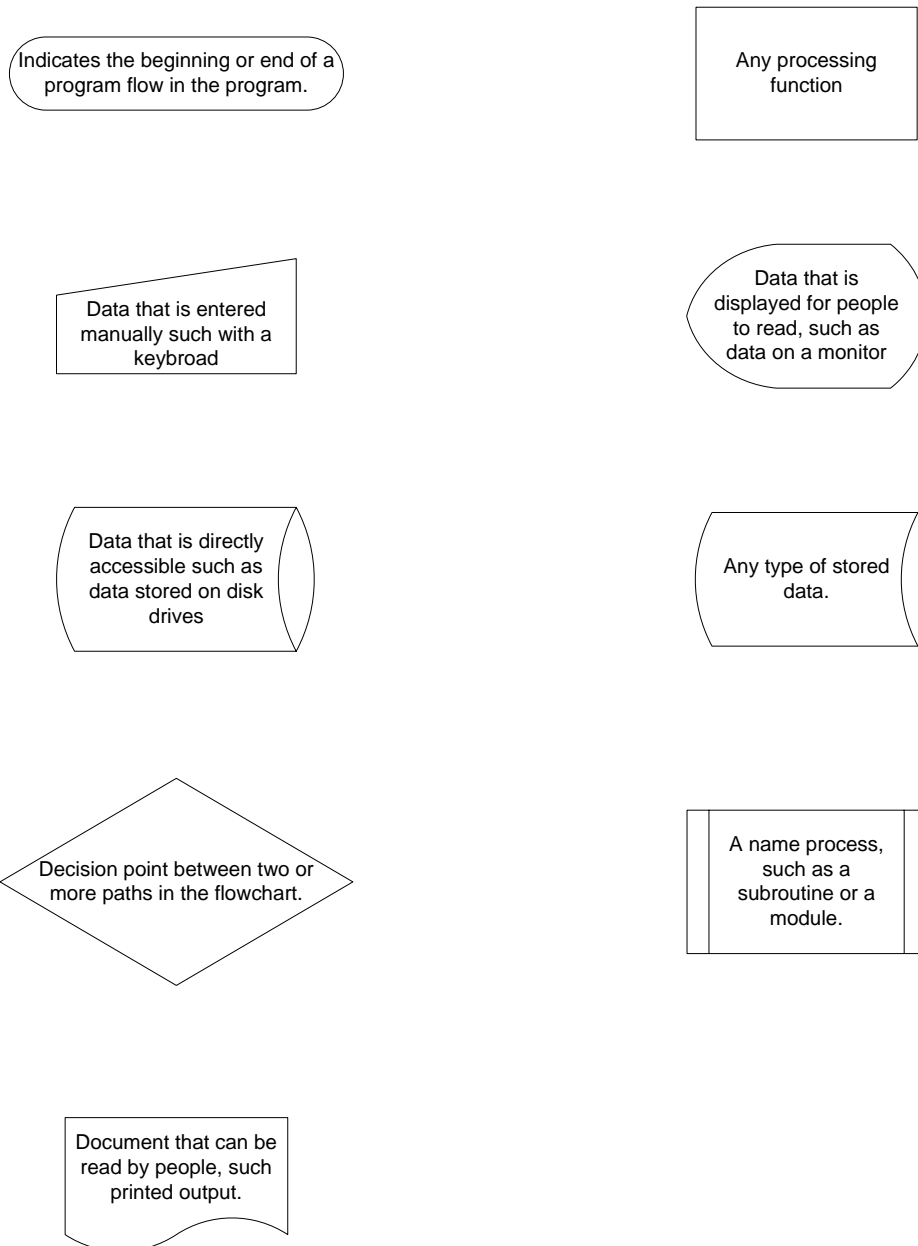 Indicates the beginning or end of a
program flow in the program.
Any processing
function
Data that is entered
manually such with a
keybroad
Data that is
displayed for people
to read, such as
data on a monitor
Data that is directly
accessible such as
data stored on disk
drives
Any type of stored
data.
Decision point between two or
more paths in the flowchart.
A name process,
such as a
subroutine or a
module.
Document that can be
read by people, such
printed output.